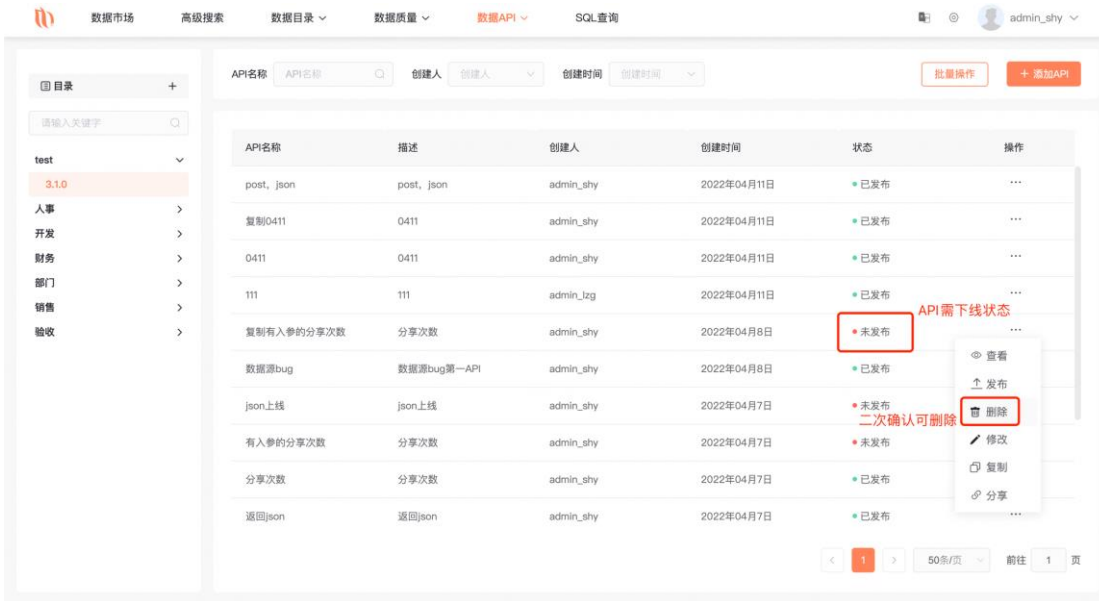 数据市场 高级搜索 数据目录 数据质量 数据API SQL查询 admin_shy
目录 +
请输入关键字
test
3.1.0
人事
开发
财务
部门
销售
验收
API名称 API名称 创建人 创建人 创建时间 创建时间 批量操作 + 添加API
API名称 描述 创建人 创建时间 状态 操作
post，json post，json admin_shy 2022年04月11日 已发布 ...
复制0411 0411 admin_shy 2022年04月11日 已发布 ...
0411 0411 admin_shy 2022年04月11日 已发布 ...
111 111 admin_lzg 2022年04月11日 已发布 ...
API需下线状态
复制有入参的分享次数 分享次数 admin_shy 2022年04月8日 未发布 ...
数据源bug 数据源bug第一API admin_shy 2022年04月8日 已发布
json上线 json上线 admin_shy 2022年04月7日 未发布
有入参的分享次数 分享次数 admin_shy 2022年04月7日 未发布
分享次数 分享次数 admin_shy 2022年04月7日 已发布
返回json 返回json admin_shy 2022年04月7日 已发布 ...
查看
发布
二次确认可删除 删除
修改
复制
分享
1 50条/页 前往 1 页